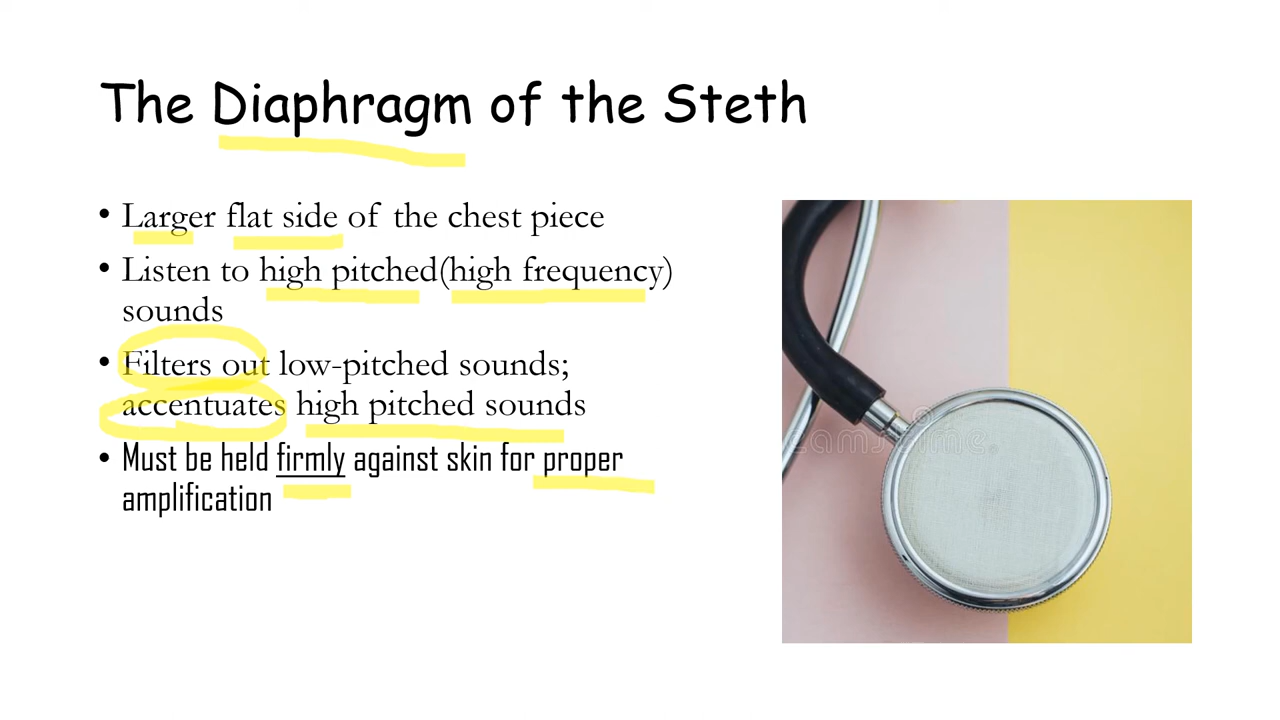 The Diaphragm of the Steth
• Larger flat side of the chest piece
• Listen to high pitched(high frequency)
sounds
• Filters out low-pitched sounds;
accentuates high pitched sounds
• Must be held firmly against skin for proper
amplification